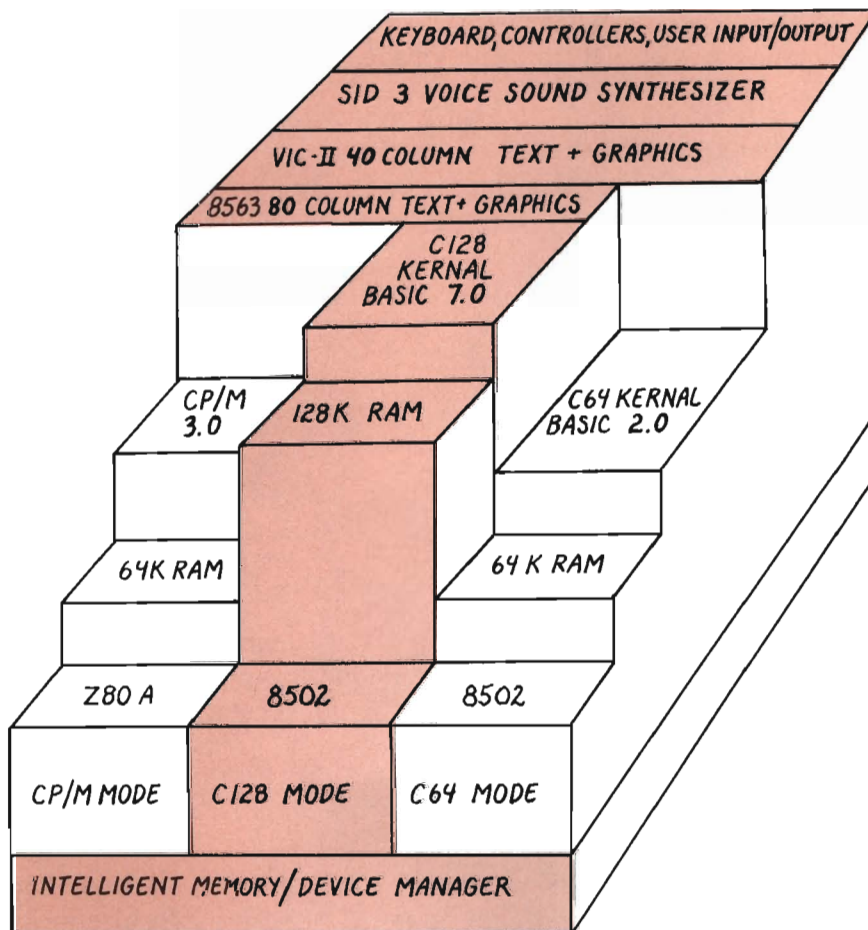 KEYBOARD, CONTROLLERS, USER INPUT/OUTPUT
SID 3 VOICE SOUND SYNTHESIZER
VIC-II 40 COLUMN TEXT + GRAPHICS
8563 80 COLUMN TEXT + GRAPHICS
C128
KERNAL
BASIC 7.0
CP/M
3.0
128K RAM
C64 KERNAL
BASIC 2.0
64K RAM
64K RAM
Z80A
8502
8502
CP/M MODE
C128 MODE
C64 MODE
INTELLIGENT MEMORY/DEVICE MANAGER